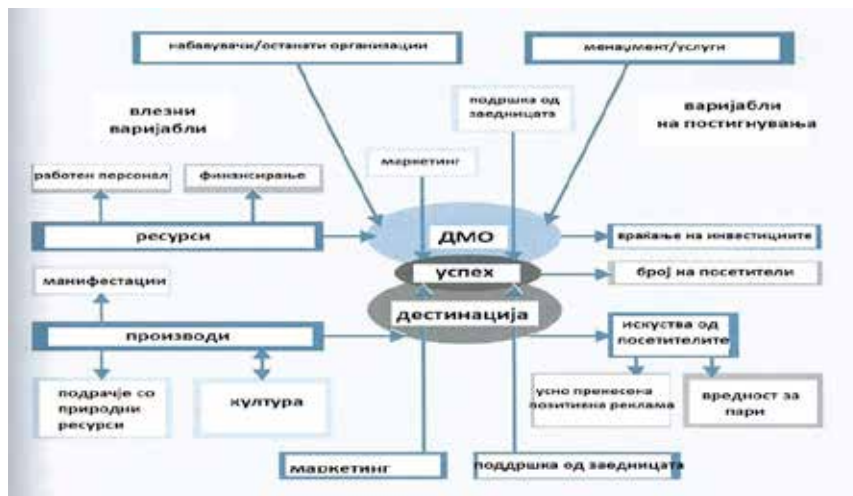 набавувачи/останати организации
менаџмент/услуги
влезни
варијабли
подршка од
заедницата
варијабли
на постигнувања
маркетинг
работен персонал
финансирање
ресурси
ДМО
враќање на инвестициите
успех
број на посетители
манифестации
дестинација
производи
искуства од
посетителите
подрачје со
природни
ресурси
култура
усно пренесена
позитивна реклама
вредност за
пари
маркетинг
поддршка од заедницата